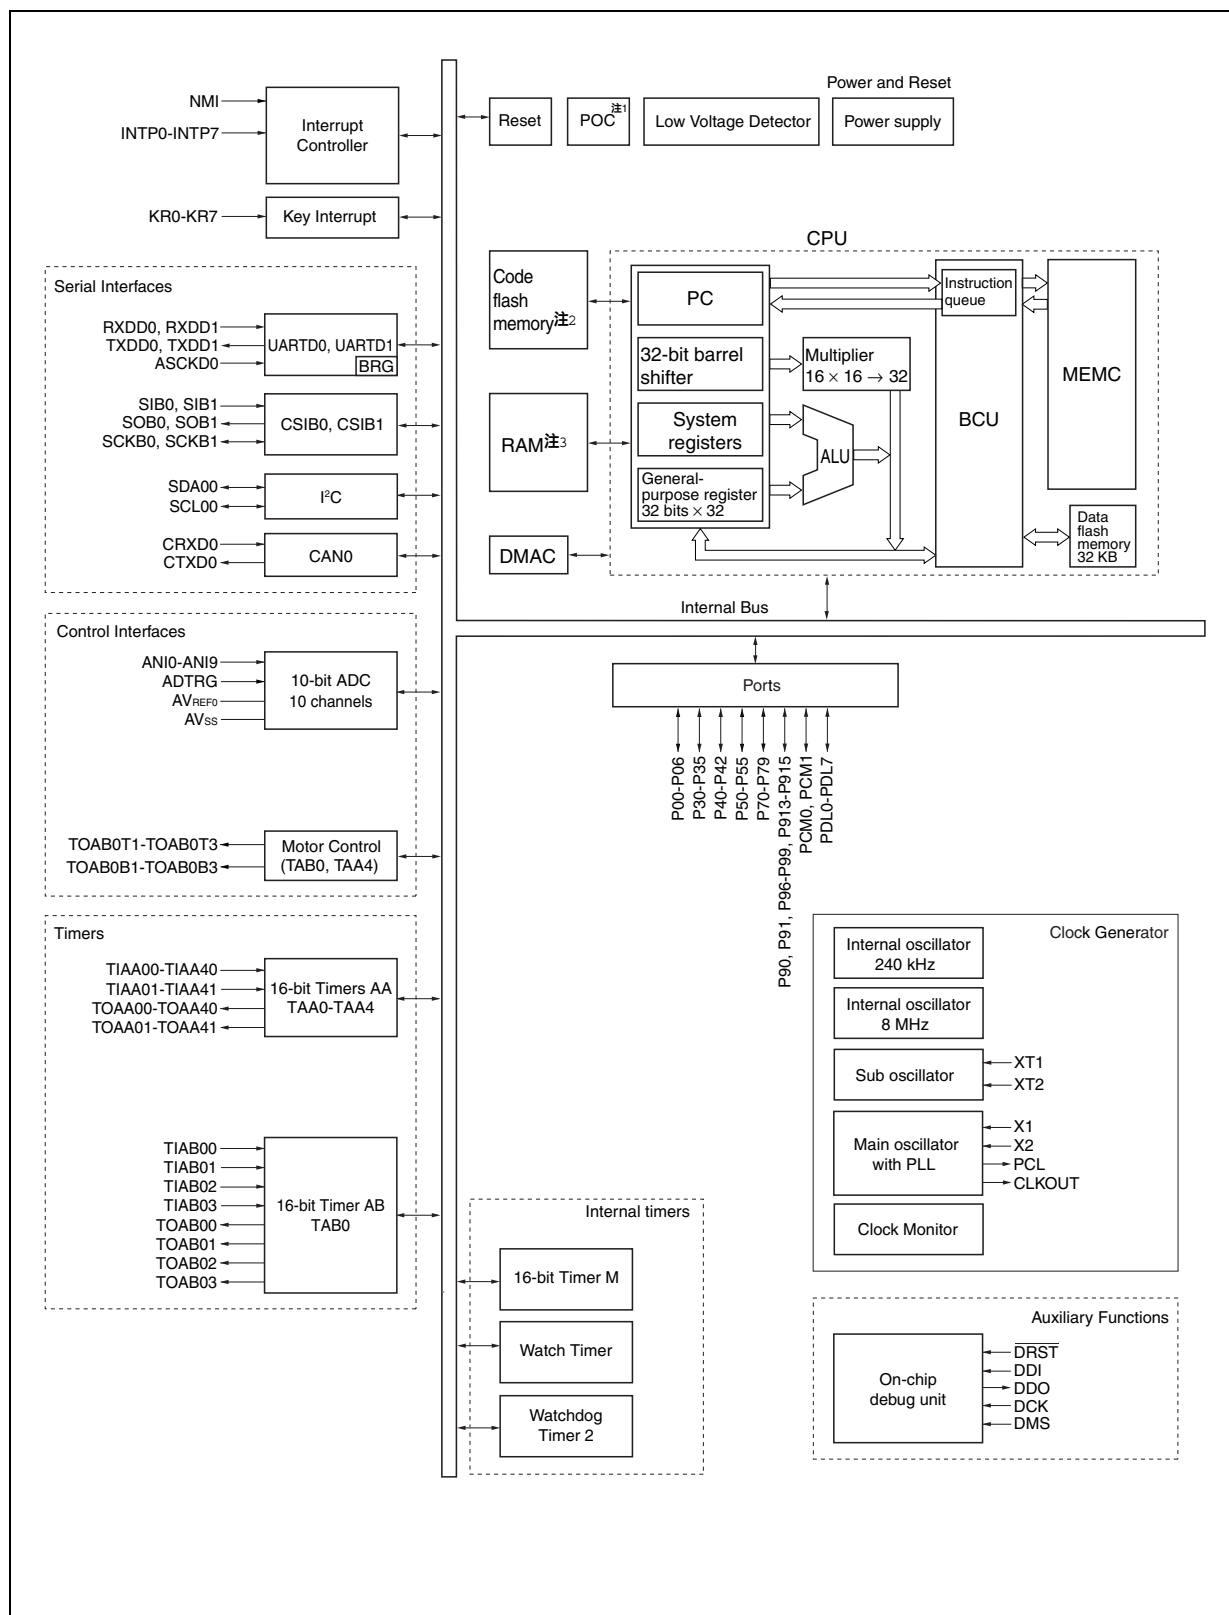 Power and Reset
NMI
INTP0-INTP7
Interrupt
Controller
Reset
POC注1
Low Voltage Detector
Power supply
KR0-KR7
Key Interrupt
CPU
Serial Interfaces
RXDD0, RXDD1
TXDD0, TXDD1
ASCKD0
UARTD0, UARTD1
BRG
SIB0, SIB1
SOB0, SOB1
SCKB0, SCKB1
CSIB0, CSIB1
SDA00
SCL00
I²C
CRXD0
CTXD0
CAN0
Code
flash
memory注2
RAM注3
DMAC
PC
32-bit barrel
shifter
System
registers
General-
purpose register
32 bits × 32
Multiplier
16 × 16 → 32
ALU
Instruction
queue
BCU
MEMC
Data
flash
memory
32 KB
Internal Bus
Control Interfaces
ANI0-ANI9
ADTRG
AVREF0
AVSS
10-bit ADC
10 channels
TOAB0T1-TOAB0T3
TOAB0B1-TOAB0B3
Motor Control
(TAB0, TAA4)
Ports
P00-P06
P30-P35
P40-P42
P50-P55
P70-P79
P90, P91, P96-P99, P913-P915
PCM0, PCM1
PDL0-PDL7
Timers
TIAA00-TIAA40
TIAA01-TIAA41
TOAA00-TOAA40
TOAA01-TOAA41
16-bit Timers AA
TAA0-TAA4
TIAB00
TIAB01
TIAB02
TIAB03
TOAB00
TOAB01
TOAB02
TOAB03
16-bit Timer AB
TAB0
Internal timers
16-bit Timer M
Watch Timer
Watchdog
Timer 2
Clock Generator
Internal oscillator
240 kHz
Internal oscillator
8 MHz
Sub oscillator
XT1
XT2
Main oscillator
with PLL
X1
X2
PCL
CLKOUT
Clock Monitor
Auxiliary Functions
On-chip
debug unit
DRST
DDI
DDO
DCK
DMS